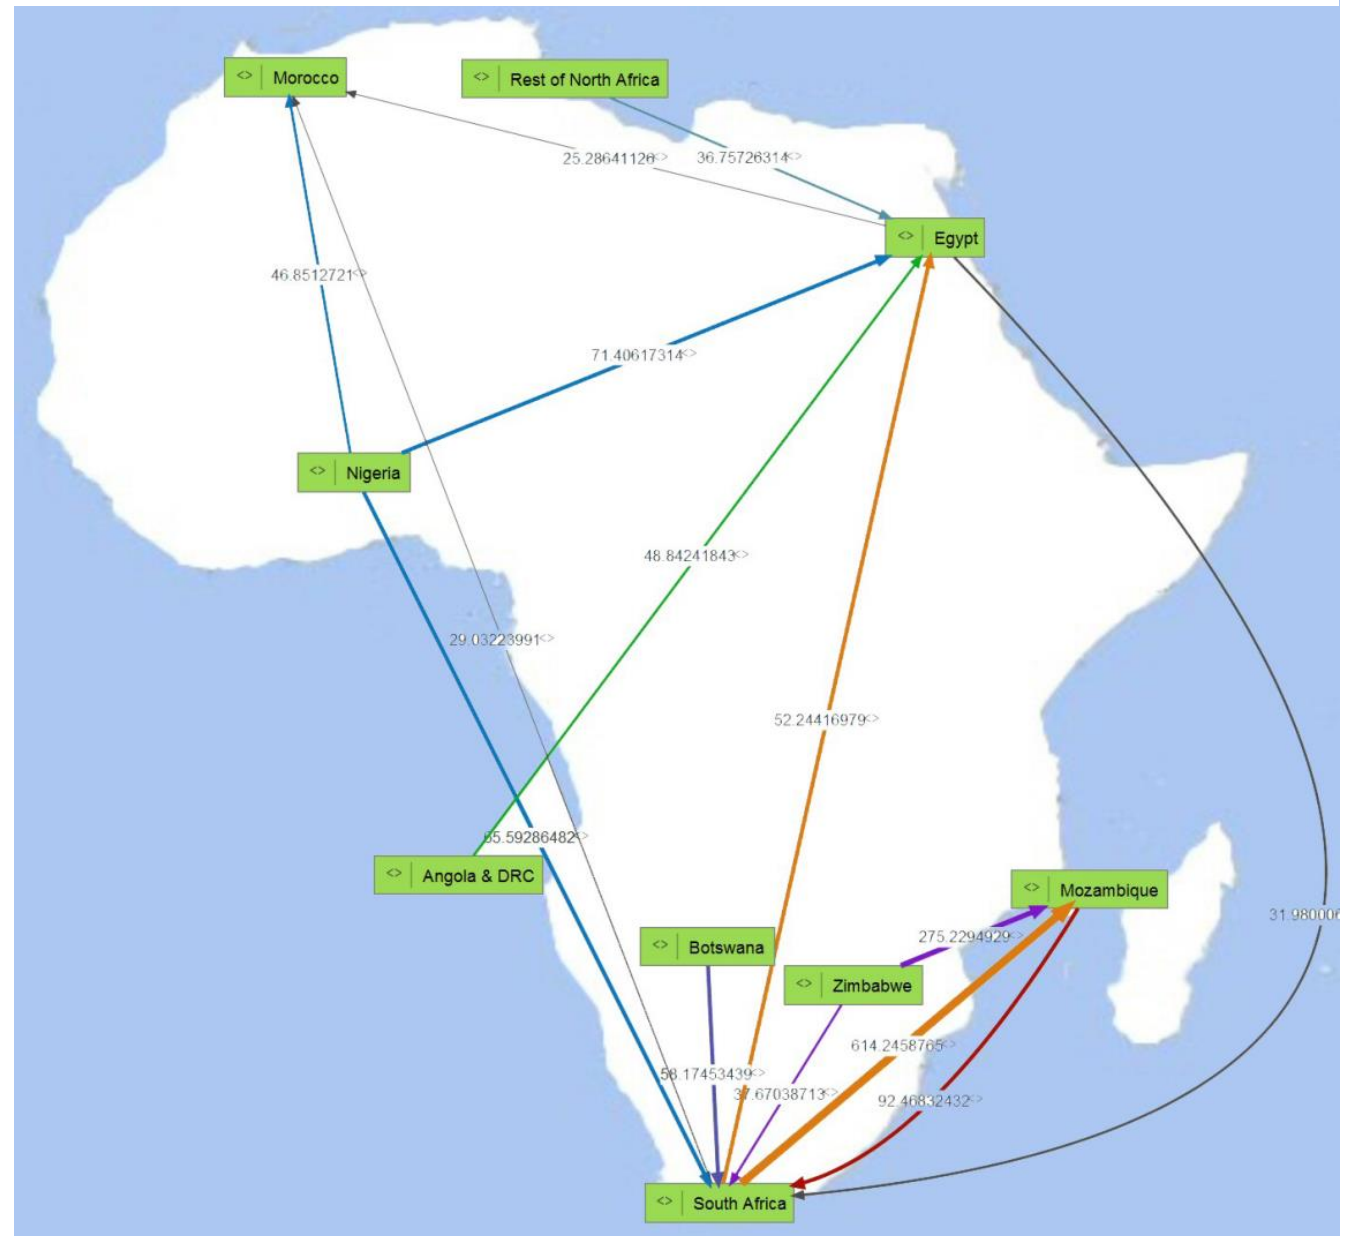 <> Morocco
<> Rest of North Africa
25.28641126<>
36.75726314<>
<> Egypt
46.8512721<>
71.40617314<>
<> Nigeria
48.84241843<>
29.03223991<>
52.24416979<>
65.59286482<>
<> Angola & DRC
<> Mozambique
31.980006
275.2294929<>
<> Botswana
<> Zimbabwe
614.2458765<>
58.17453439<>
37.67038713<>
92.46832432<>
<> South Africa